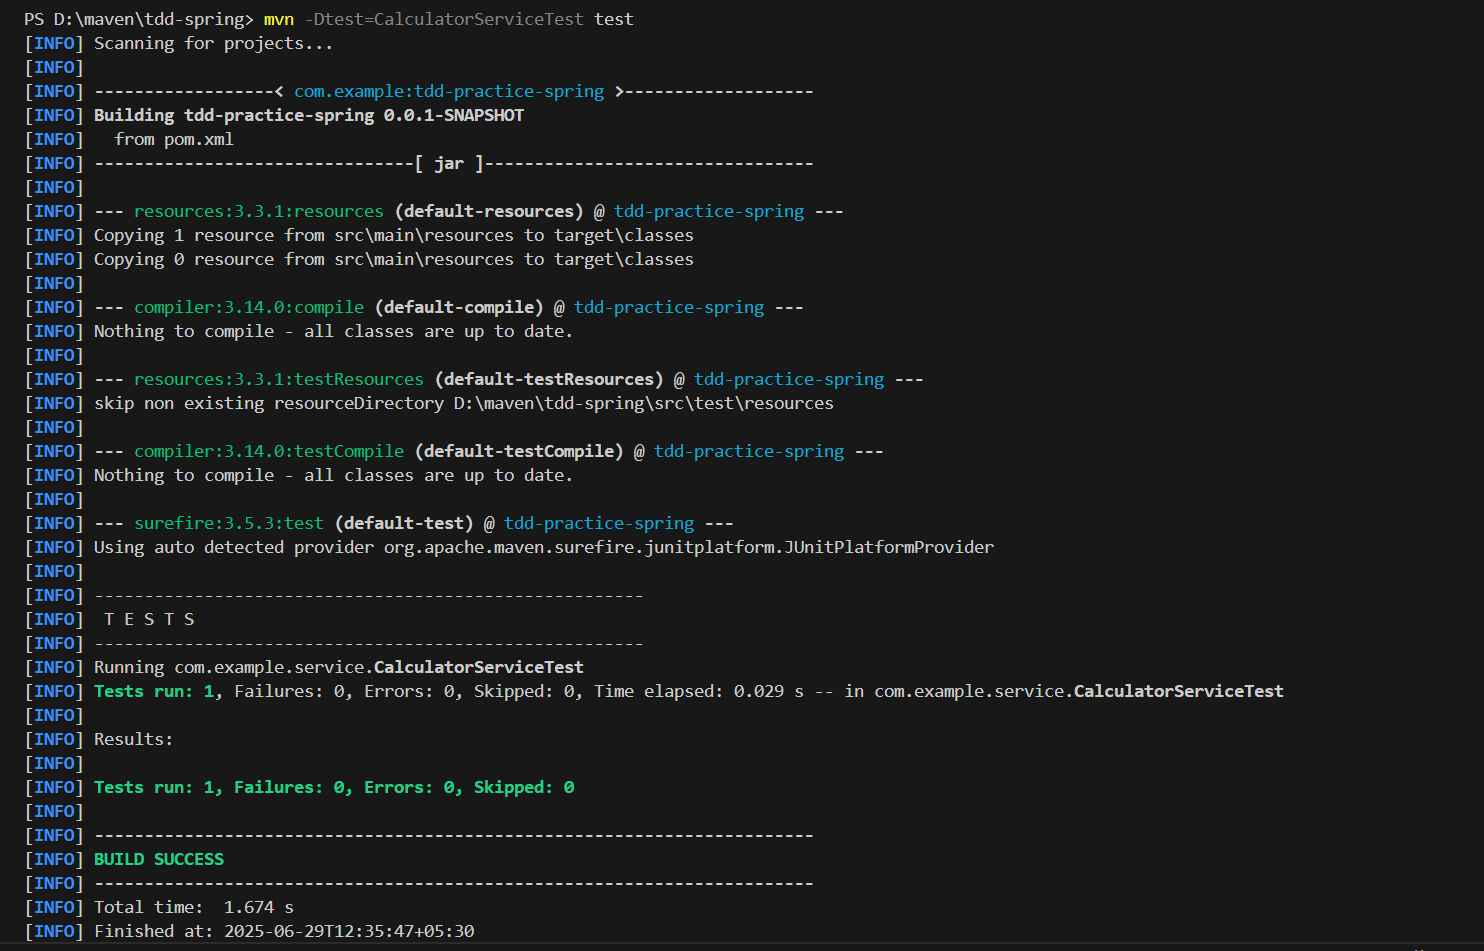 PS D:\maven\tdd-spring> mvn -Dtest=CalculatorServiceTest test
[INFO] Scanning for projects...
[INFO]
[INFO] ------------------< com.example:tdd-practice-spring >-------------------
[INFO] Building tdd-practice-spring 0.0.1-SNAPSHOT
[INFO]   from pom.xml
[INFO] --------------------------------[ jar ]---------------------------------
[INFO]
[INFO] --- resources:3.3.1:resources (default-resources) @ tdd-practice-spring ---
[INFO] Copying 1 resource from src\main\resources to target\classes
[INFO] Copying 0 resource from src\main\resources to target\classes
[INFO]
[INFO] --- compiler:3.14.0:compile (default-compile) @ tdd-practice-spring ---
[INFO] Nothing to compile - all classes are up to date.
[INFO]
[INFO] --- resources:3.3.1:testResources (default-testResources) @ tdd-practice-spring ---
[INFO] skip non existing resourceDirectory D:\maven\tdd-spring\src\test\resources
[INFO]
[INFO] --- compiler:3.14.0:testCompile (default-testCompile) @ tdd-practice-spring ---
[INFO] Nothing to compile - all classes are up to date.
[INFO]
[INFO] --- surefire:3.5.3:test (default-test) @ tdd-practice-spring ---
[INFO] Using auto detected provider org.apache.maven.surefire.junitplatform.JUnitPlatformProvider
[INFO]
[INFO] -------------------------------------------------------
[INFO]  T E S T S
[INFO] -------------------------------------------------------
[INFO] Running com.example.service.CalculatorServiceTest
[INFO] Tests run: 1, Failures: 0, Errors: 0, Skipped: 0, Time elapsed: 0.029 s -- in com.example.service.CalculatorServiceTest
[INFO]
[INFO] Results:
[INFO]
[INFO] Tests run: 1, Failures: 0, Errors: 0, Skipped: 0
[INFO]
[INFO] ------------------------------------------------------------------------
[INFO] BUILD SUCCESS
[INFO] ------------------------------------------------------------------------
[INFO] Total time:  1.674 s
[INFO] Finished at: 2025-06-29T12:35:47+05:30